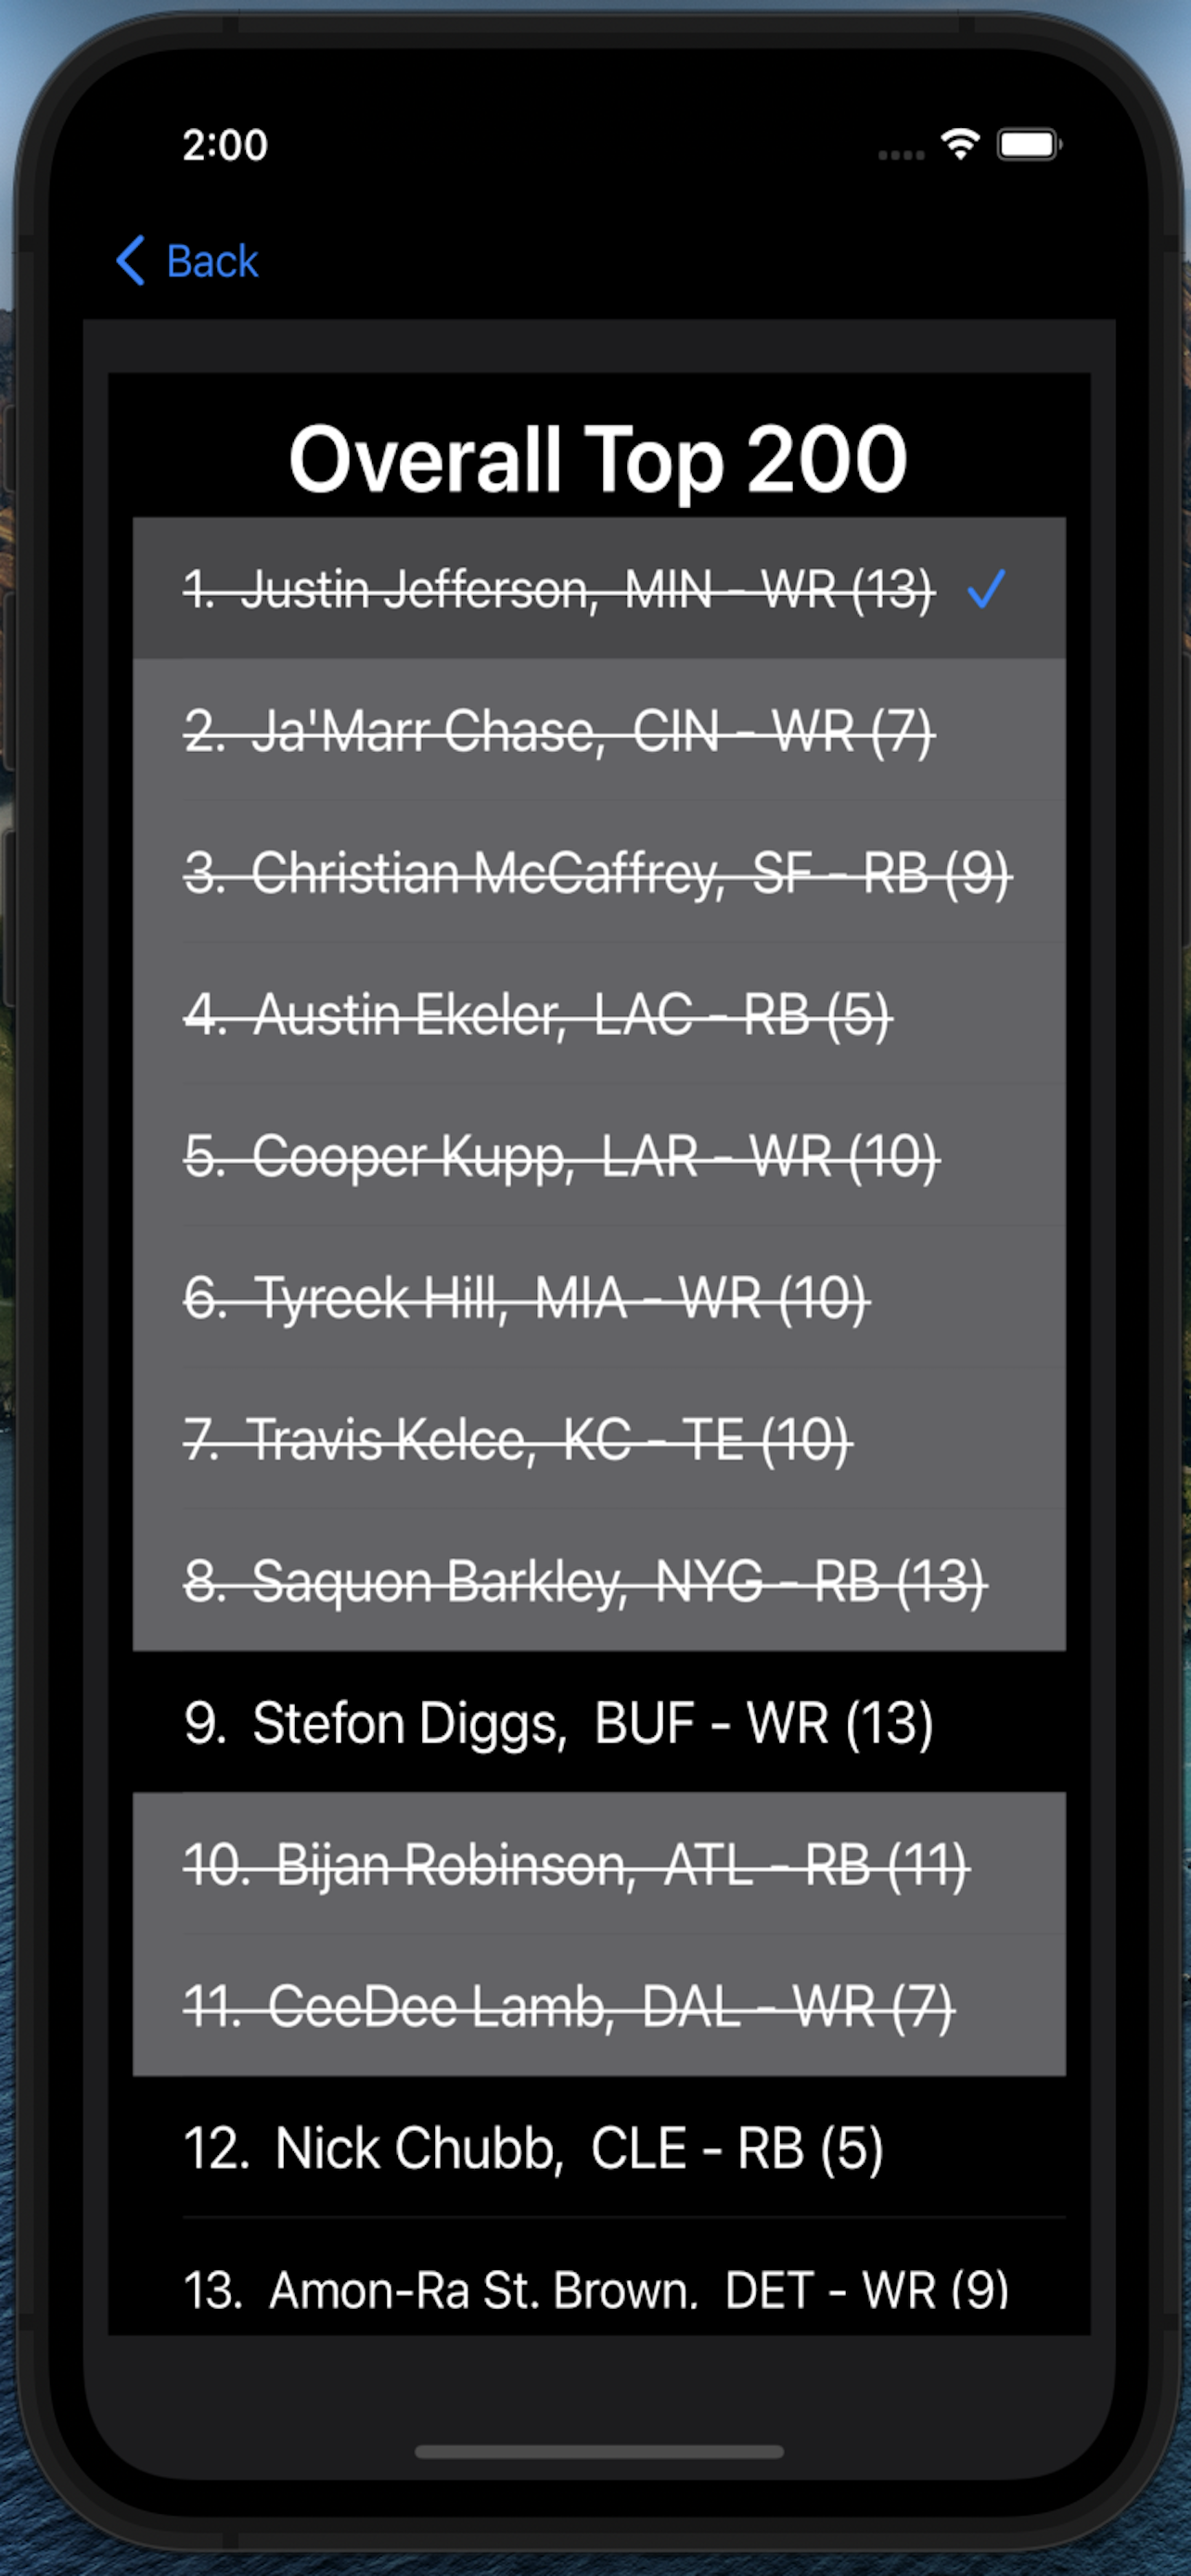 2:00
Back
Overall Top 200
1. Justin Jefferson, MIN - WR (13)
2. Ja'Marr Chase, CIN - WR (7)
3. Christian McCaffrey, SF - RB (9)
4. Austin Ekeler, LAC - RB (5)
5. Cooper Kupp, LAR - WR (10)
6. Tyreek Hill, MIA - WR (10)
7. Travis Kelce, KC - TE (10)
8. Saquon Barkley, NYG - RB (13)
9. Stefon Diggs, BUF - WR (13)
10. Bijan Robinson, ATL - RB (11)
11. CeeDee Lamb, DAL - WR (7)
12. Nick Chubb, CLE - RB (5)
13. Amon-Ra St. Brown, DET - WR (9)